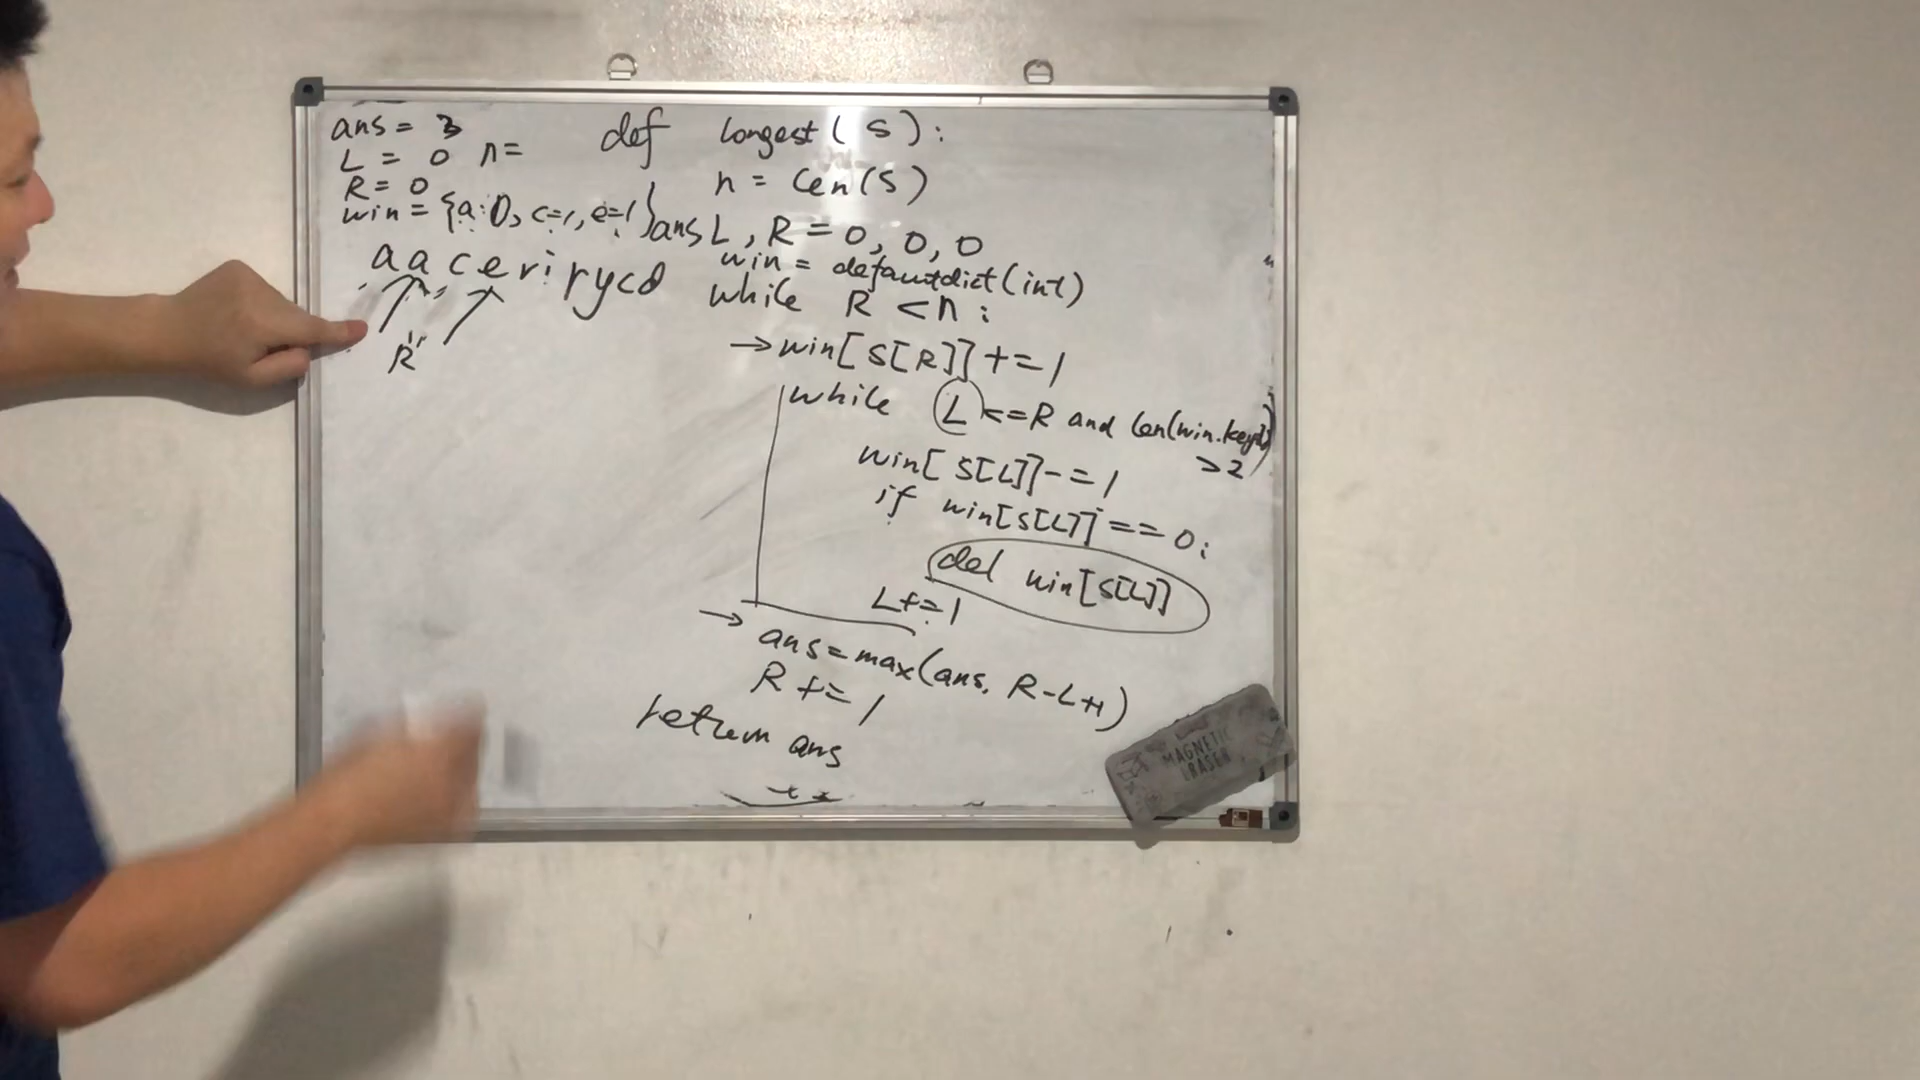 ans = 3
L = 0 n=
R = 0
win = {a:0, c=1, e=1}
aacerirycd
R
def longest(s):
n = len(s)
ans L, R = 0, 0, 0
win = defaultdict(int)
while R < n:
→ win[s[R]] += 1
while L <= R and len(win.keys)
>2)
win[s[L]] -= 1
if win[s[L]] == 0:
del win[s[L]]
L += 1
→ ans = max(ans, R-L+1)
R += 1
return ans
MAGNETIC
ERASER